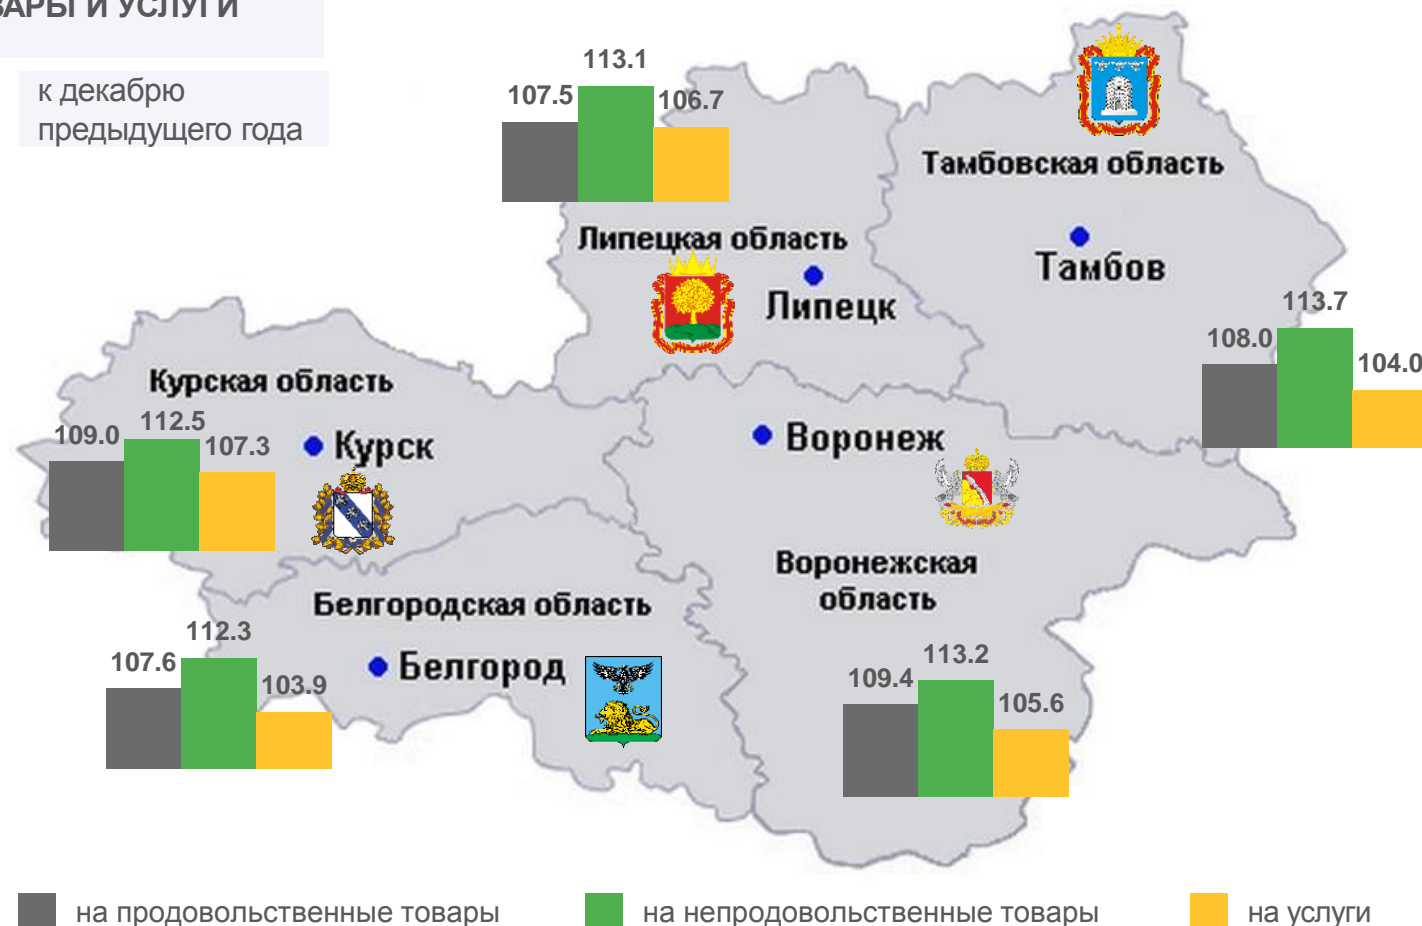 ВАРЫ И УСЛУГИ
к декабрю
предыдущего года
113.1
107.5
106.7
Тамбовская область
Липецкая область
Тамбов
Липецк
113.7
108.0
104.0
Курская область
112.5
109.0
107.3
Курск
Воронеж
Воронежская
область
Белгородская область
112.3
107.6
103.9
Белгород
113.2
109.4
105.6
на продовольственные товары
на непродовольственные товары
на услуги